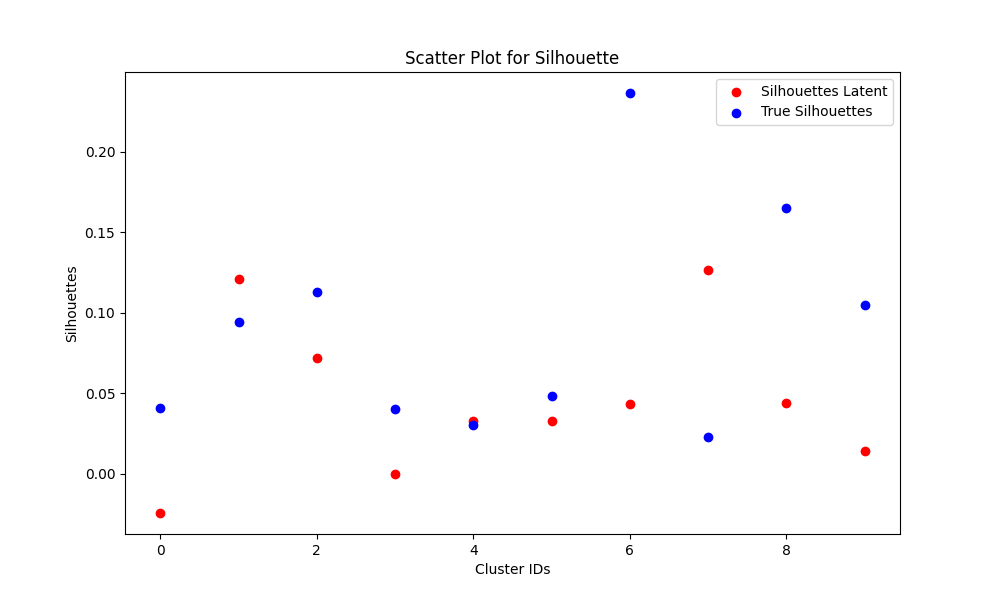 Scatter Plot for Silhouette
Silhouettes Latent
True Silhouettes
0.20
0.15
0.10
0.05
0.00
Silhouettes
0 2 4 6 8
Cluster IDs